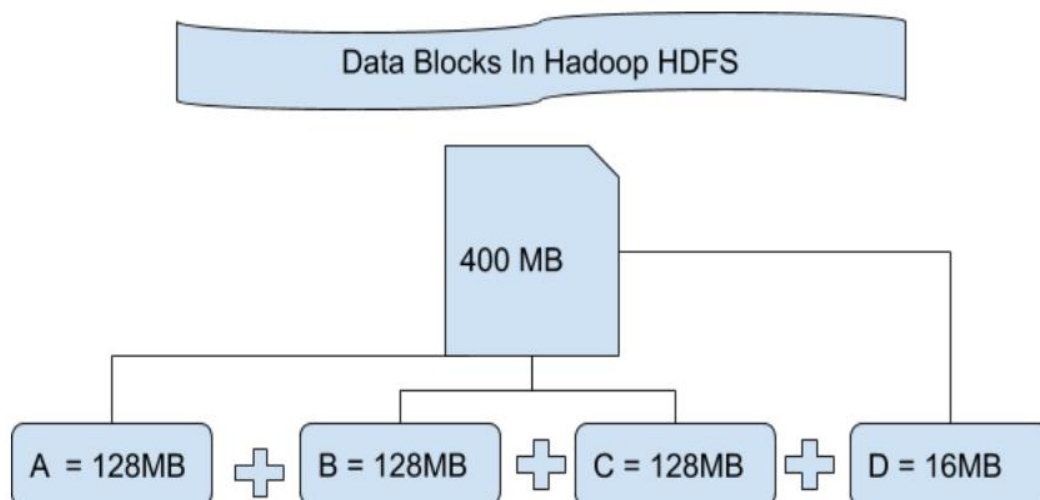 Data Blocks In Hadoop HDFS
400 MB
A = 128MB
B = 128MB
C = 128MB
D = 16MB